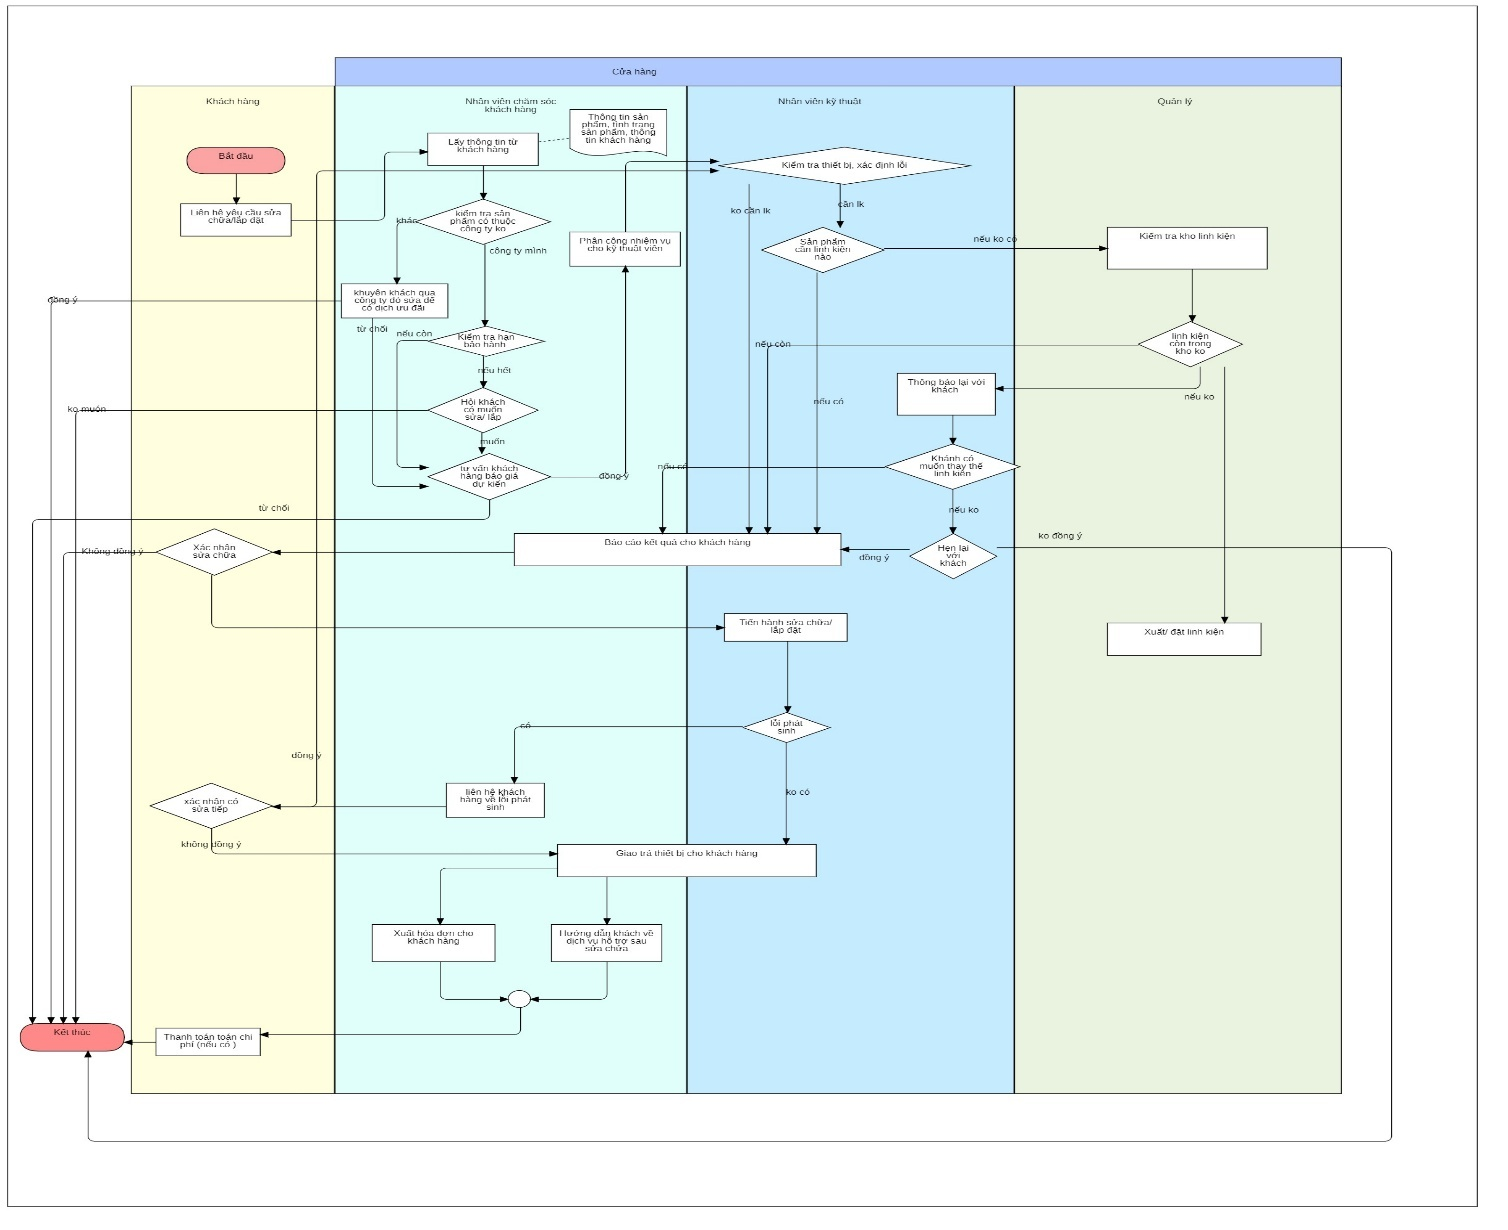 Cửa hàng
Khách hàng
Nhân viên chăm sóc
khách hàng
Nhân viên kỹ thuật
Quản lý
Bắt đầu
Liên hệ yêu cầu sửa
chữa/lắp đặt
Lấy thông tin từ
khách hàng
Thông tin sản
phẩm, tình trạng
sản phẩm, thông
tin khách hàng
Kiểm tra thiết bị, xác định lỗi
ko cần lk
cần lk
khác
kiểm tra sản
phẩm có thuộc
công ty ko
công ty mình
Phân công nhiệm vụ
cho kỹ thuật viên
Sản phẩm
cần linh kiện
nào
nếu ko có
Kiểm tra kho linh kiện
đồng ý
khuyên khách qua
công ty đó sửa để
có dịch ưu đãi
từ chối
nếu còn
Kiểm tra hạn
bảo hành
nếu hết
nếu còn
linh kiện
còn trong
kho ko
Thông báo lại với
khách
nếu ko
ko muốn
Hỏi khách
có muốn
sửa/ lắp
muốn
nếu có
tư vấn khách
hàng báo giá
dự kiến
đồng ý
nếu có
Khánh có
muốn thay thế
linh kiện
từ chối
nếu ko
Không đồng ý
Xác nhân
sửa chữa
Báo cáo kết quả cho khách hàng
đồng ý
Hẹn lại
với
khách
ko đồng ý
Tiến hành sửa chữa/
lắp đặt
Xuất/ đặt linh kiện
có
lỗi phát
sinh
đồng ý
xác nhận có
sửa tiếp
liên hệ khách
hàng về lỗi phát
sinh
ko có
không đồng ý
Giao trả thiết bị cho khách hàng
Xuất hóa đơn cho
khách hàng
Hướng dẫn khách về
dịch vụ hỗ trợ sau
sửa chữa
Kết thúc
Thanh toán toán chi
phí (nếu có )